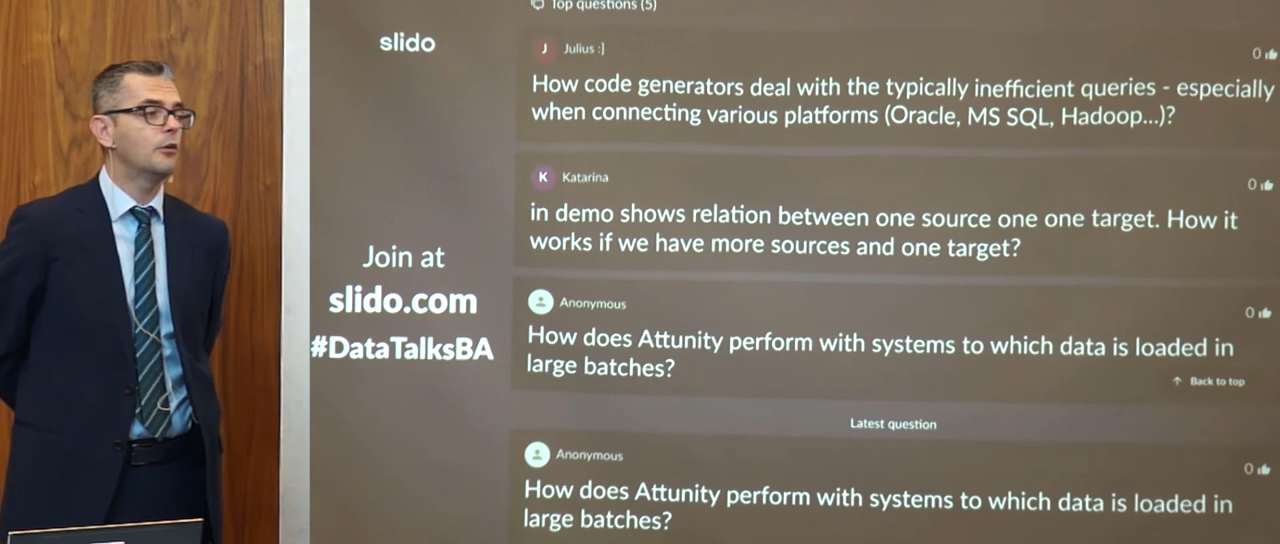 Top questions (5)
slido
J Julius :]
0
How code generators deal with the typically inefficient queries - especially
when connecting various platforms (Oracle, MS SQL, Hadoop...)?
K Katarina
0
in demo shows relation between one source one one target. How it
works if we have more sources and one target?
Join at
slido.com
#DataTalksBA
Anonymous
0
How does Attunity perform with systems to which data is loaded in
large batches?
↑ Back to top
Latest question
Anonymous
0
How does Attunity perform with systems to which data is loaded in
large batches?